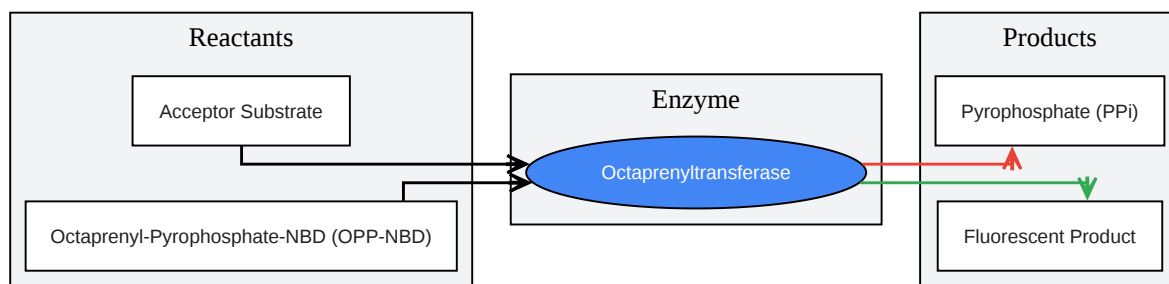 Reactants
Acceptor Substrate
Octaprenyl-Pyrophosphate-NBD (OPP-NBD)
Enzyme
Octaprenyltransferase
Products
Pyrophosphate (PPi)
Fluorescent Product